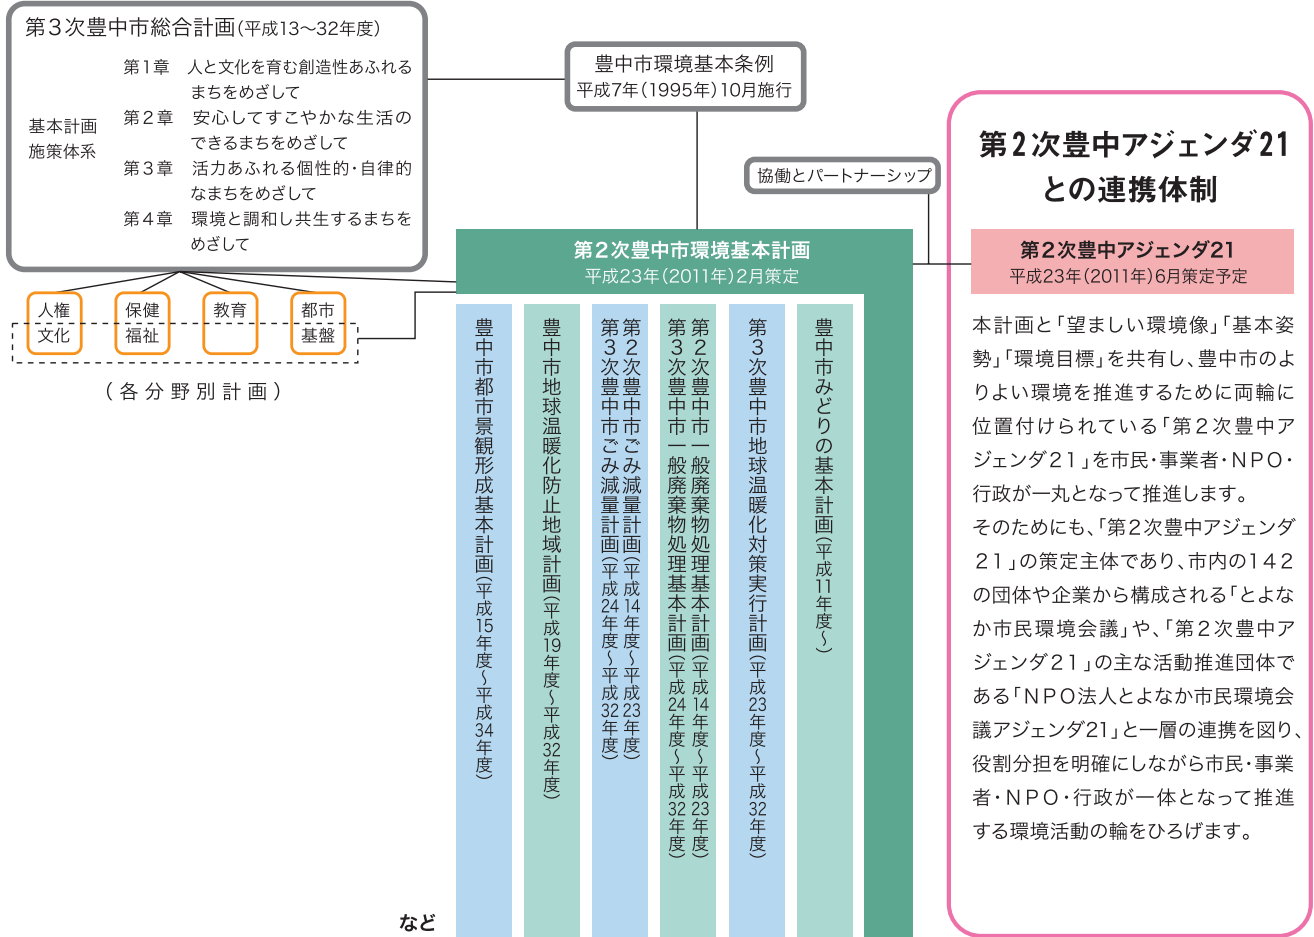 第3次豊中市総合計画(平成13～32年度)
基本計画
施策体系
第1章 人と文化を育む創造性あふれる
まちをめざして
第2章 安心してすこやかな生活の
できるまちをめざして
第3章 活力あふれる個性的・自律的
なまちをめざして
第4章 環境と調和し共生するまちを
めざして
豊中市環境基本条例
平成7年(1995年)10月施行
協働とパートナーシップ
人権
文化
保健
福祉
教育
都市
基盤
(各分野別計画)
第2次豊中市環境基本計画
平成23年(2011年)2月策定
豊中市都市景観形成基本計画(平成15年度～平成34年度)
豊中市地球温暖化防止地域計画(平成19年度～平成32年度)
第2次豊中市ごみ減量計画(平成14年度～平成23年度)
第3次豊中市ごみ減量計画(平成24年度～平成32年度)
第2次豊中市一般廃棄物処理基本計画(平成14年度～平成23年度)
第3次豊中市一般廃棄物処理基本計画(平成24年度～平成32年度)
第3次豊中市地球温暖化対策実行計画(平成23年度～平成32年度)
豊中市みどりの基本計画(平成11年度～)
など
第2次豊中アジェンダ21
との連携体制
第2次豊中アジェンダ21
平成23年(2011年)6月策定予定
本計画と「望ましい環境像」「基本姿
勢」「環境目標」を共有し、豊中市のよ
りよい環境を推進するために両輪に
位置付けられている「第2次豊中ア
ジェンダ21」を市民・事業者・NPO・
行政が一丸となって推進します。
そのためにも、「第2次豊中アジェンダ
21」の策定主体であり、市内の142
の団体や企業から構成される「とよな
か市民環境会議」や、「第2次豊中ア
ジェンダ21」の主な活動推進団体で
ある「NPO法人とよなか市民環境会
議アジェンダ21」と一層の連携を図り、
役割分担を明確にしながら市民・事業
者・NPO・行政が一体となって推進
する環境活動の輪をひろげます。